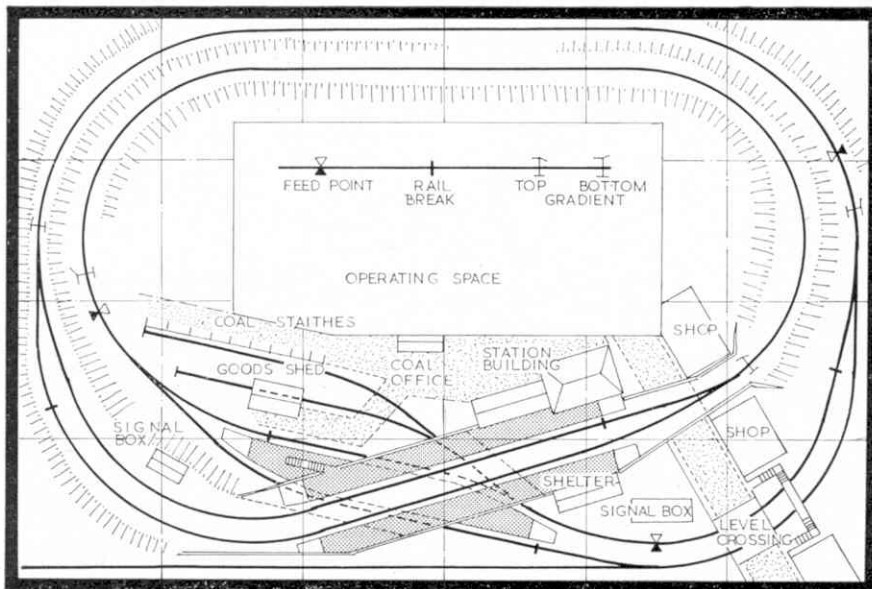 FEED POINT
RAIL
BREAK
TOP
BOTTOM
GRADIENT
OPERATING SPACE
COAL STAITHES
SHOP
COAL
OFFICE
STATION
BUILDING
GOODS SHED
SIGNAL
BOX
SHOP
SHELTER
SIGNAL BOX
LEVEL
CROSSING